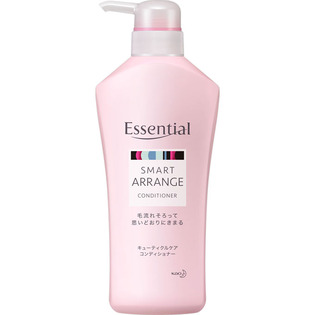 Essential
SMART
ARRANGE
CONDITIONER
毛流れそろって
思いどおりにきまる
キューティクルケア
コンディショナー